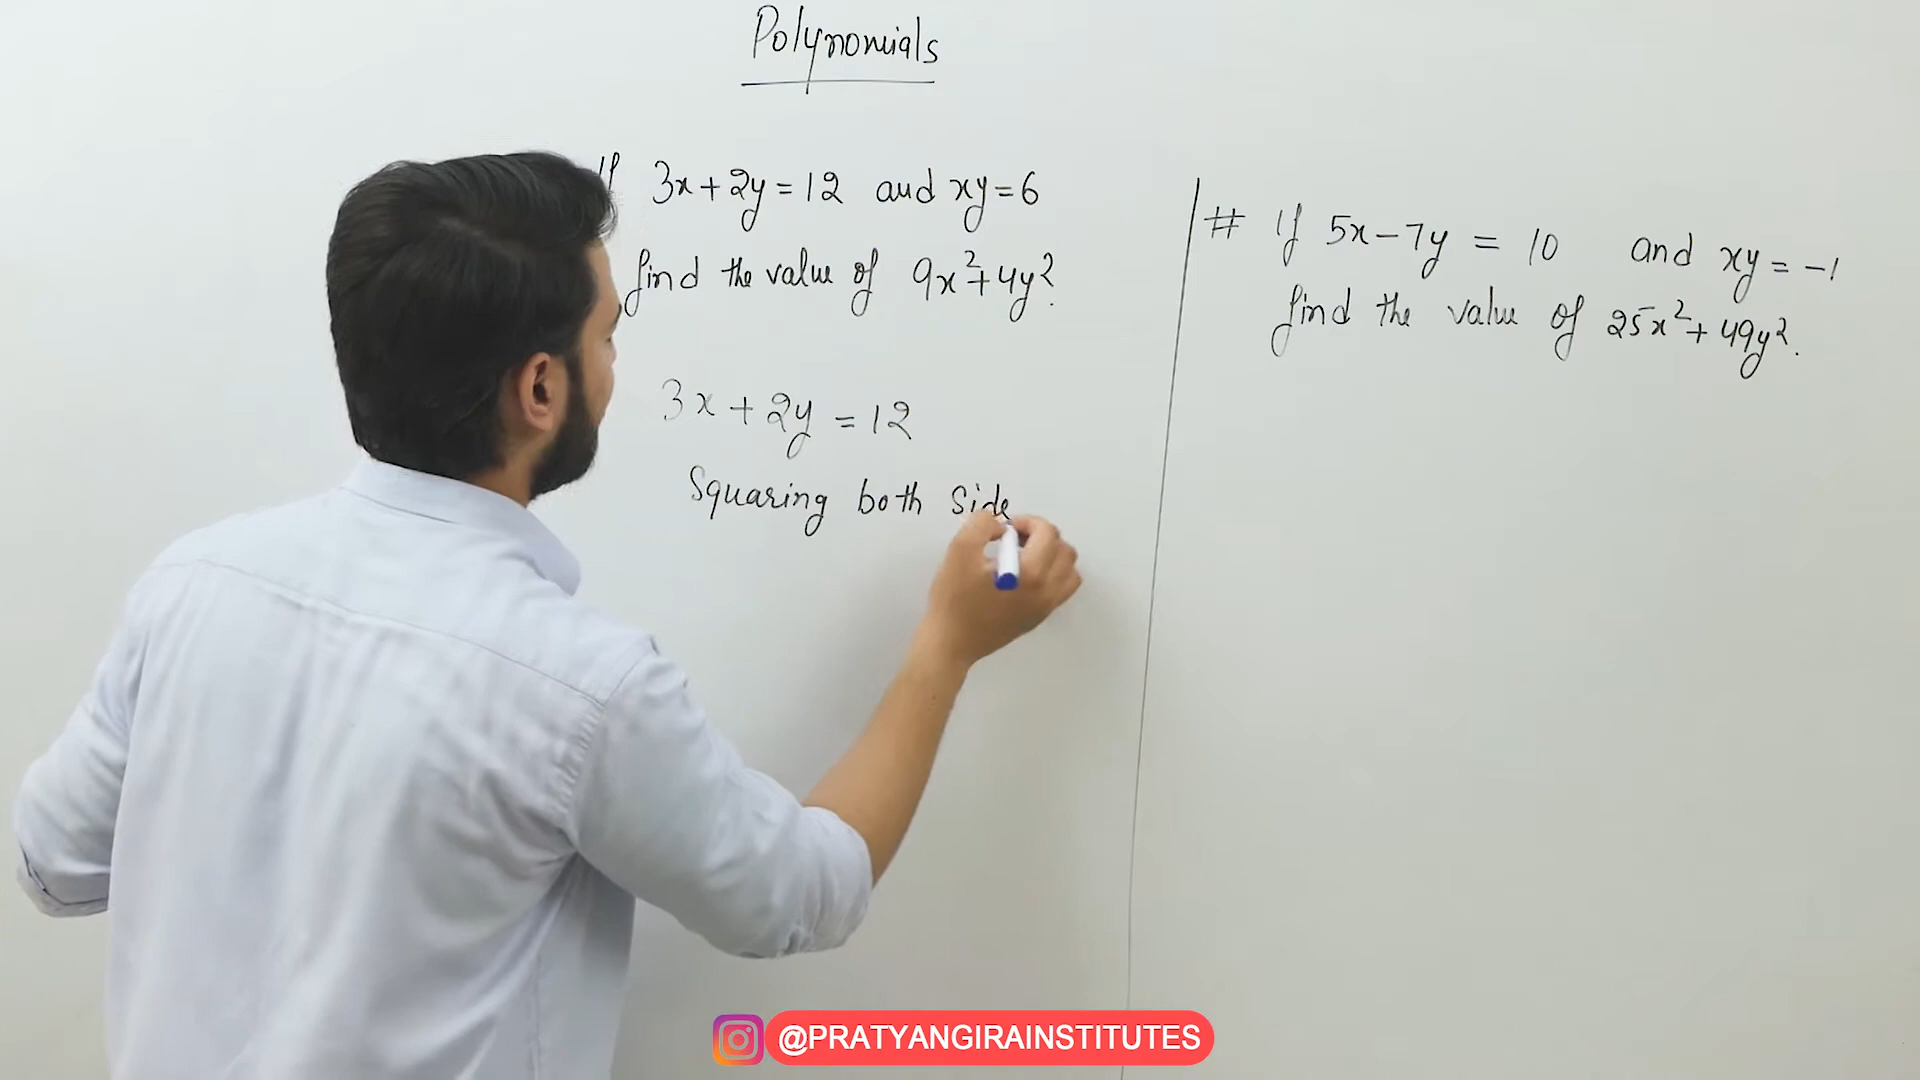 Polynomials
If 3x+2y=12 and xy=6
find the value of 9x²+4y²?
3x+2y=12
Squaring both side
# If 5x-7y = 10 and xy=-1
find the value of 25x²+49y².
@PRATYANGIRAINSTITUTES